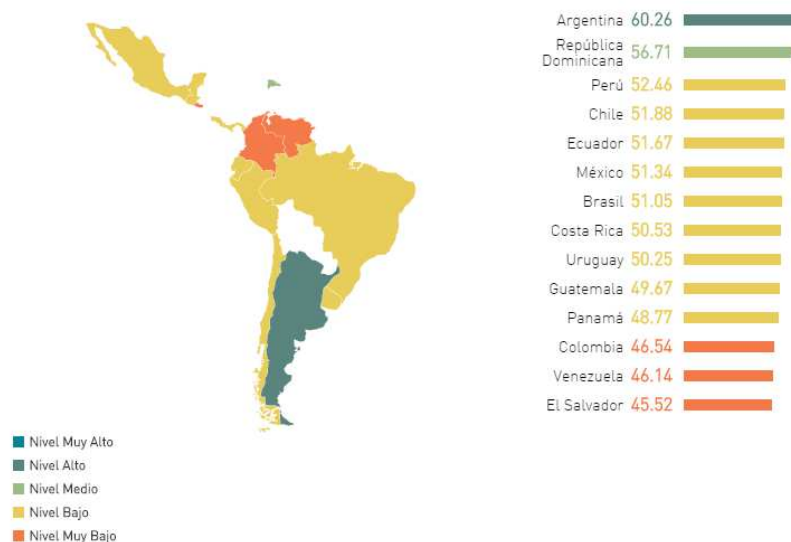 Argentina 60.26
República
Dominicana 56.71
Perú 52.46
Chile 51.88
Ecuador 51.67
México 51.34
Brasil 51.05
Costa Rica 50.53
Uruguay 50.25
Guatemala 49.67
Panamá 48.77
Colombia 46.54
Venezuela 46.14
El Salvador 45.52
Nivel Muy Alto
Nivel Alto
Nivel Medio
Nivel Bajo
Nivel Muy Bajo